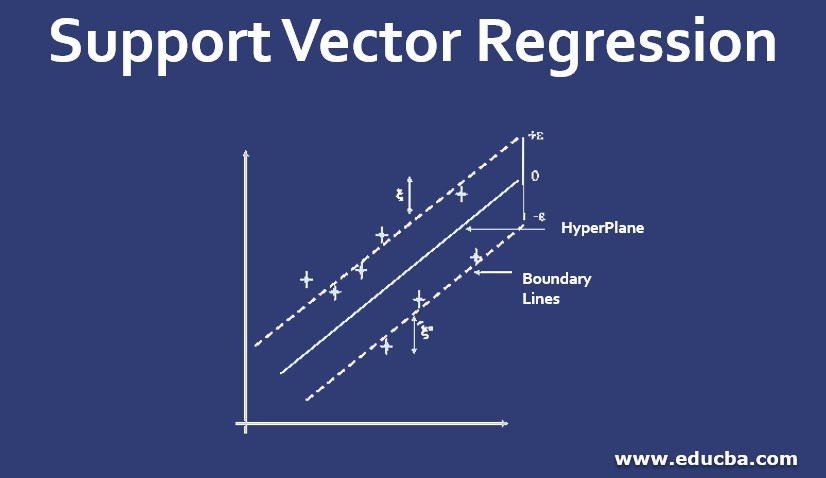 Support Vector Regression
+ε
ξ
0
-ε
HyperPlane
Boundary
Lines
ξ*
www.educba.com